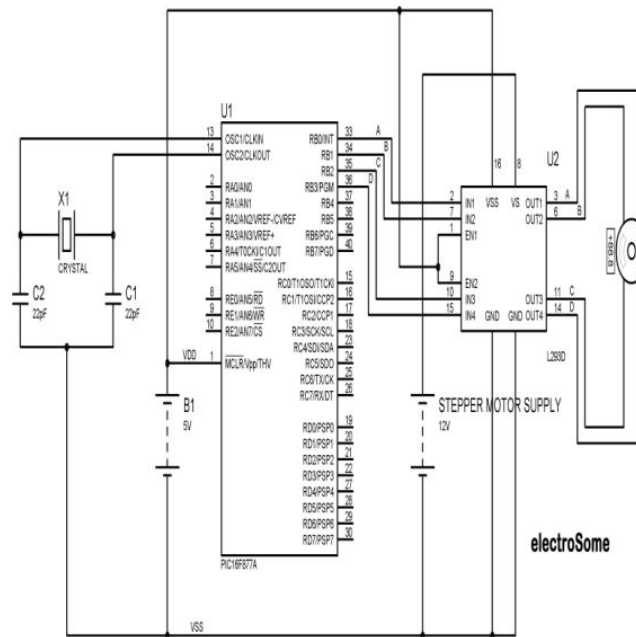 U1
13 OSC1/CLKIN
14 OSC2/CLKOUT
2 RA0/AN0
3 RA1/AN1
4 RA2/AN2/VREF-/CVREF
5 RA3/AN3/VREF+
6 RA4/T0CKI/C1OUT
7 RA5/AN4/SS/C2OUT
8 RE0/AN5/RD
9 RE1/AN6/WR
10 RE2/AN7/CS
1 MCLR/Vpp/THV
RB0/INT 33
RB1 34
RB2 35
RB3/PGM 36
RB4 37
RB5 38
RB6/PGC 39
RB7/PGD 40
RC0/T1OSO/T1CKI 15
RC1/T1OSI/CCP2 16
RC2/CCP1 17
RC3/SCK/SCL 18
RC4/SDI/SDA 23
RC5/SDO 24
RC6/TX/CK 25
RC7/RX/DT 26
RD0/PSP0 19
RD1/PSP1 20
RD2/PSP2 21
RD3/PSP3 22
RD4/PSP4 27
RD5/PSP5 28
RD6/PSP6 29
RD7/PSP7 30
PIC16F877A
A
B
C
D
X1
CRYSTAL
C2
22pF
C1
22pF
VDD
B1
5V
STEPPER MOTOR SUPPLY
12V
16 8
U2
VSS VS
2 IN1
7 IN2
1 EN1
9 EN2
10 IN3
15 IN4
OUT1 3 A
OUT2 6 B
OUT3 11 C
OUT4 14 D
GND GND
L293D
electroSome
VSS